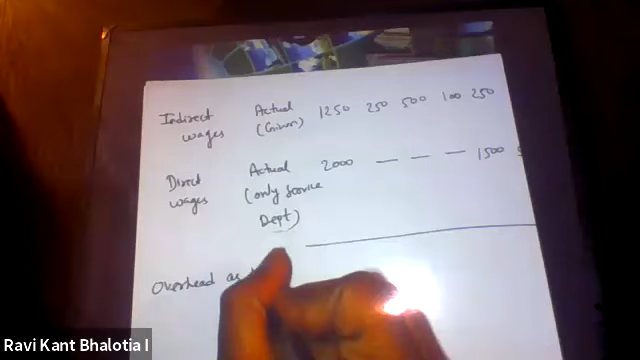 Indirect Actual 1250 250 500 100 250
wages (Given)
Direct Actual 2000 — — — 1500
wages (only service
Dept)
Overhead as
Ravi Kant Bhalotia I